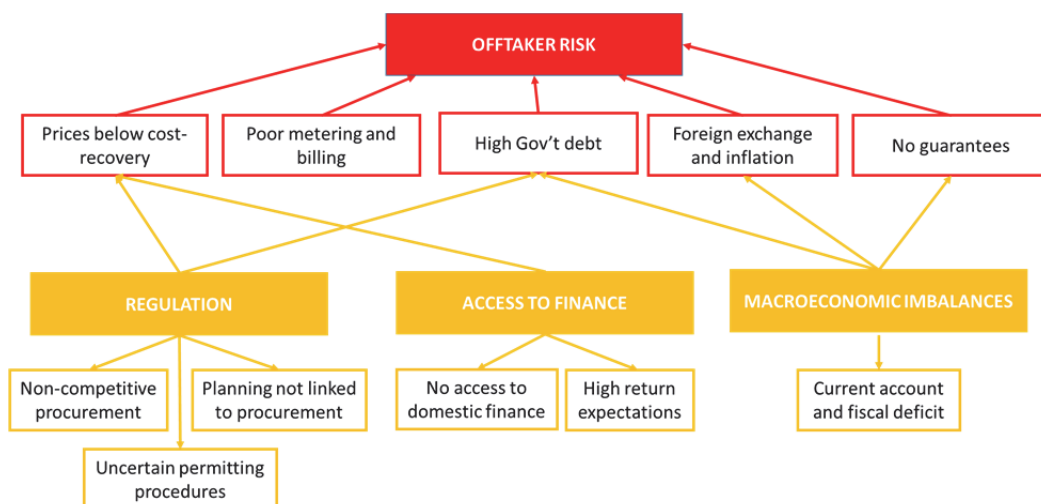 OFFTAKER RISK
Prices below cost-
recovery
Poor metering and
billing
High Gov't debt
Foreign exchange
and inflation
No guarantees
REGULATION
ACCESS TO FINANCE
MACROECONOMIC IMBALANCES
Non-competitive
procurement
Planning not linked
to procurement
No access to
domestic finance
High return
expectations
Current account
and fiscal deficit
Uncertain permitting
procedures